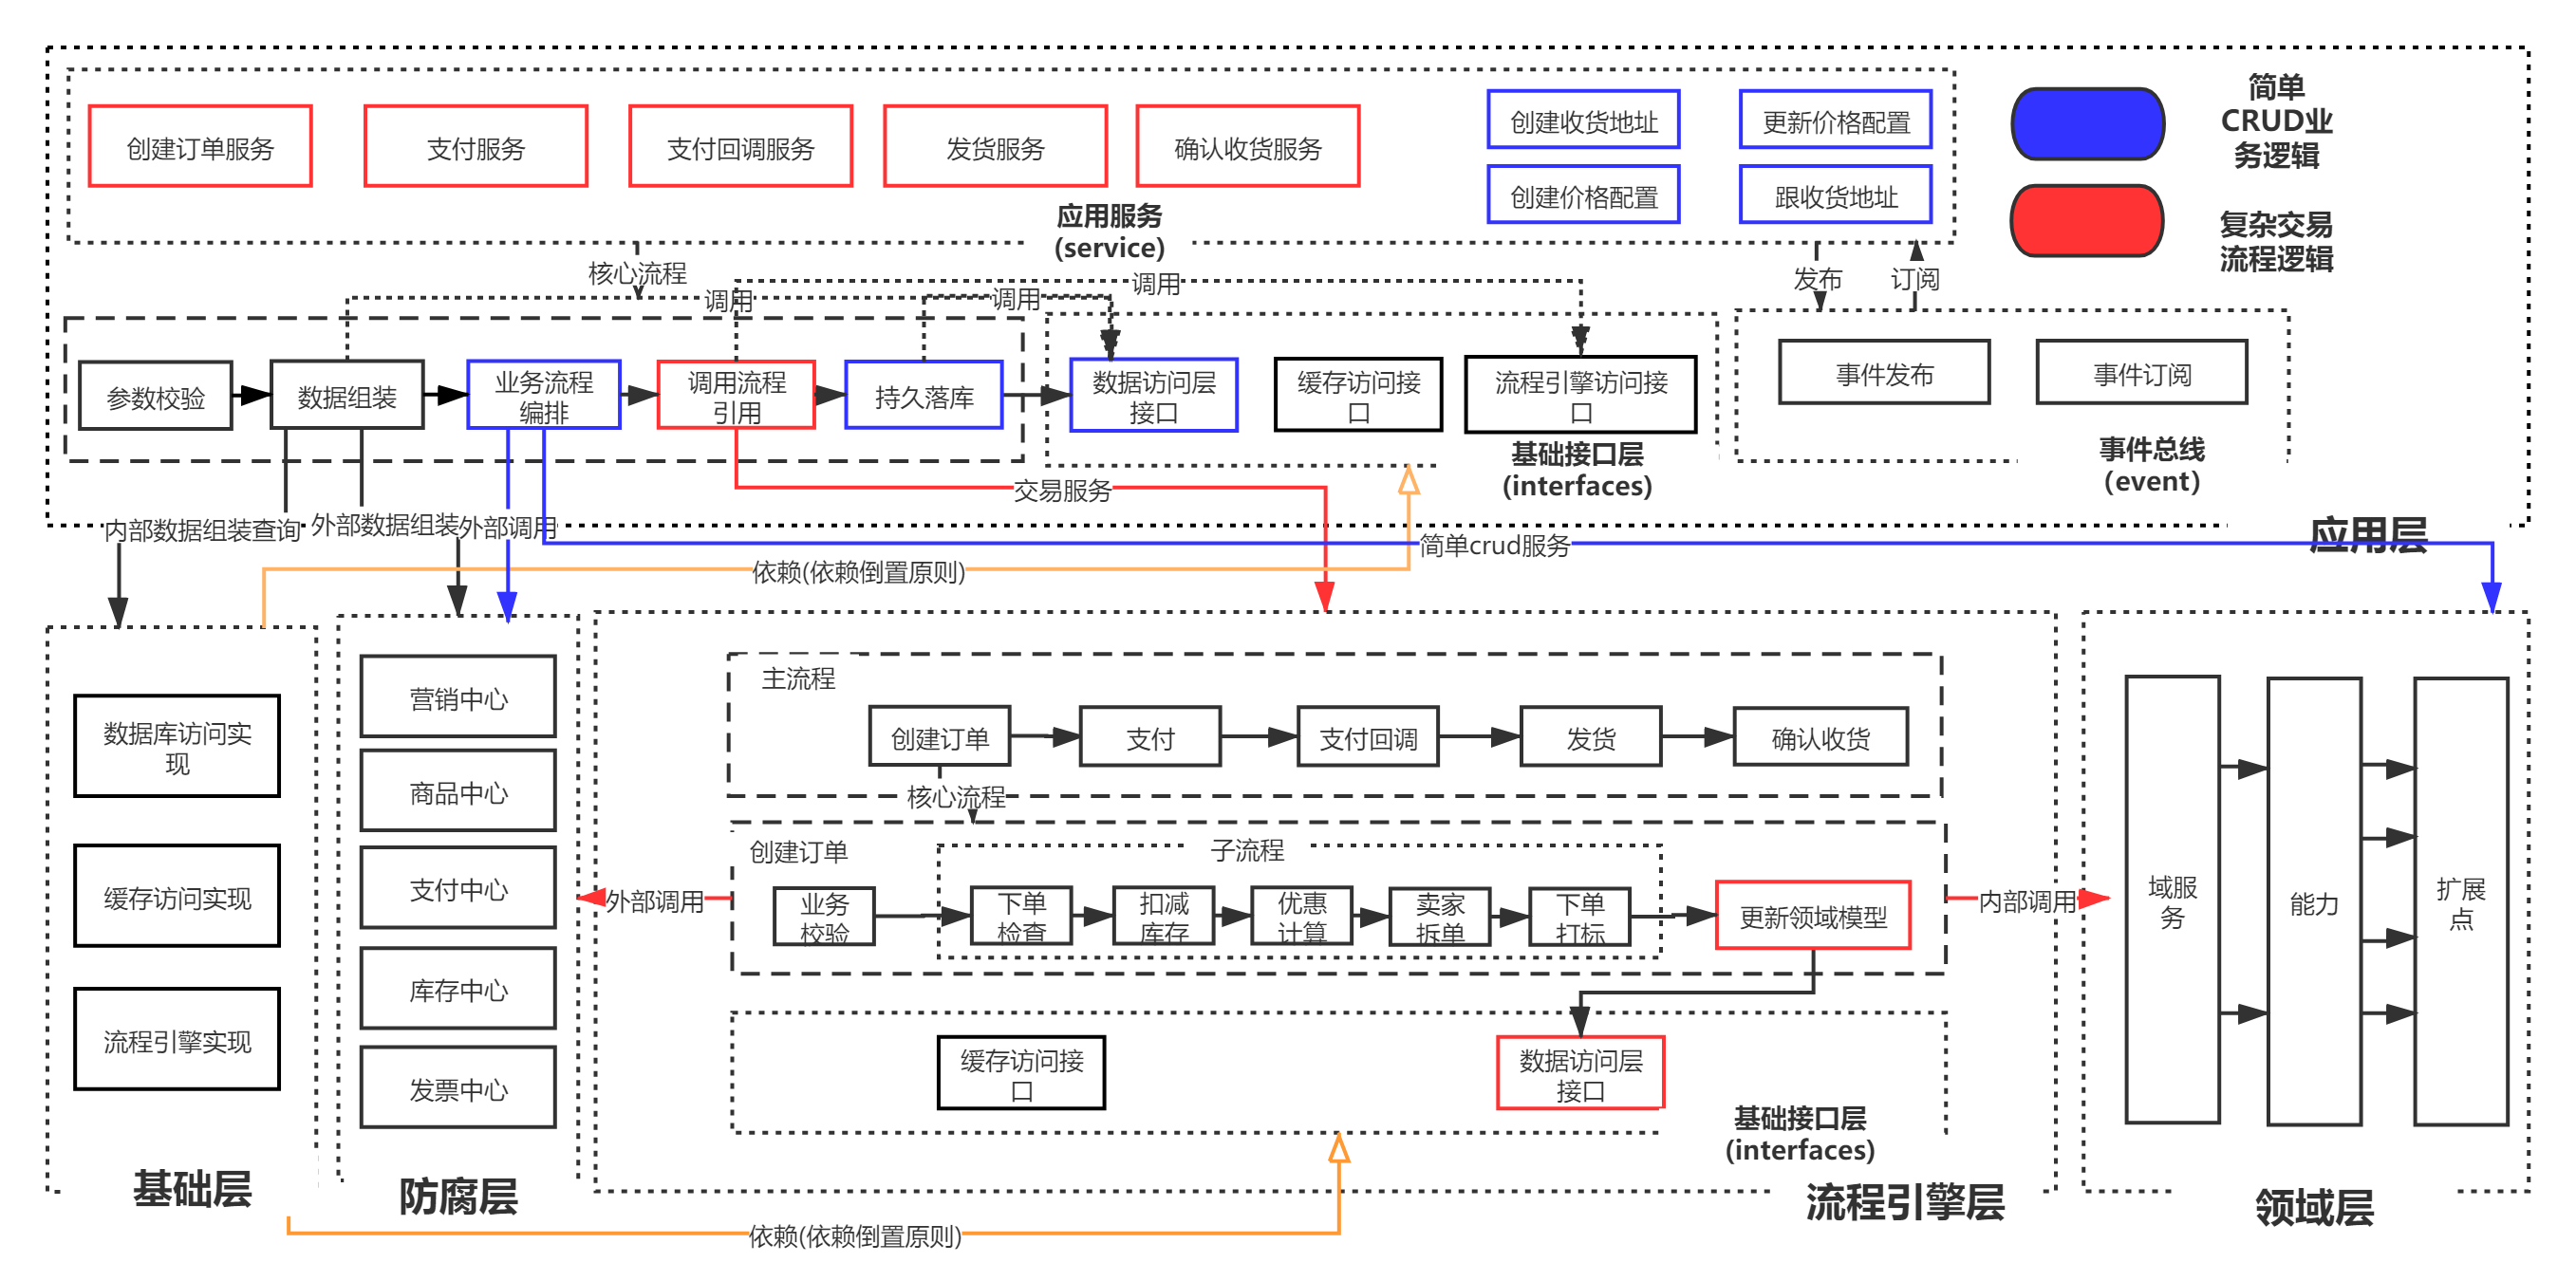 创建订单服务
支付服务
支付回调服务
发货服务
确认收货服务
创建收货地址
更新价格配置
创建价格配置
跟收货地址
应用服务
(service)
简单
CRUD业
务逻辑
复杂交易
流程逻辑
核心流程
调用
调用
调用
发布
订阅
参数校验
数据组装
业务流程
编排
调用流程
引用
持久落库
数据访问层
接口
缓存访问接
口
流程引擎访问接
口
基础接口层
(interfaces)
事件发布
事件订阅
事件总线
(event)
交易服务
内部数据组装查询
外部数据组装
外部调用
应用层
简单crud服务
依赖(依赖倒置原则)
数据库访问实
现
缓存访问实现
流程引擎实现
基础层
营销中心
商品中心
支付中心
库存中心
发票中心
防腐层
主流程
创建订单
支付
支付回调
发货
确认收货
核心流程
创建订单
子流程
业务
校验
下单
检查
扣减
库存
优惠
计算
卖家
拆单
下单
打标
更新领域模型
外部调用
内部调用
缓存访问接
口
数据访问层
接口
基础接口层
(interfaces)
流程引擎层
域服
务
能力
扩展
点
领域层
依赖(依赖倒置原则)